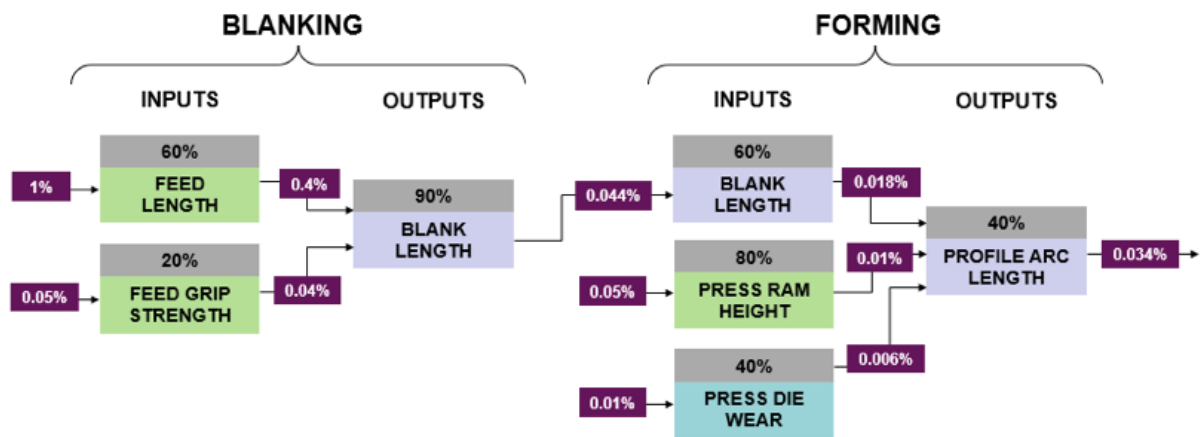 BLANKING
INPUTS
OUTPUTS
1%
60%
FEED
LENGTH
0.4%
0.05%
20%
FEED GRIP
STRENGTH
0.04%
90%
BLANK
LENGTH
0.044%
FORMING
INPUTS
OUTPUTS
60%
BLANK
LENGTH
0.018%
0.05%
80%
PRESS RAM
HEIGHT
0.01%
0.01%
40%
PRESS DIE
WEAR
0.006%
40%
PROFILE ARC
LENGTH
0.034%